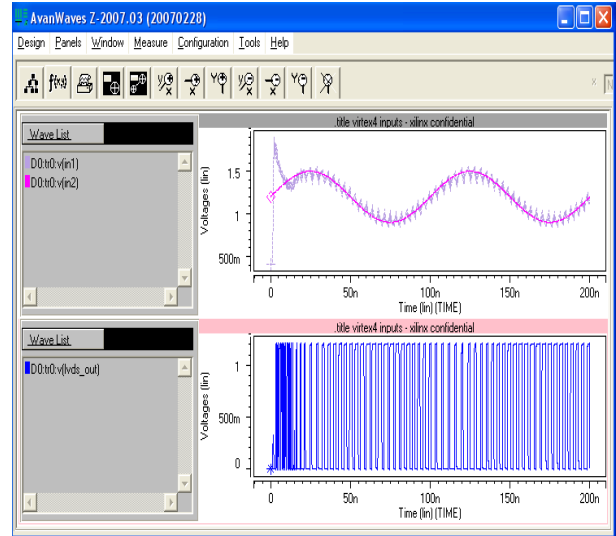 AvanWaves Z-2007.03 (20070228)
Design Panels Window Measure Configuration Tools Help
f(x)
Wave List
D0:tr0:v(in1)
D0:tr0:v(in2)
.title virtex4 inputs - xilinx confidential
Voltages (lin)
1.5
1
500m
0 50n 100n 150n 200n
Time (lin) (TIME)
Wave List
D0:tr0:v(lvds_out)
.title virtex4 inputs - xilinx confidential
Voltages (lin)
1
500m
0
0 50n 100n 150n 200n
Time (lin) (TIME)